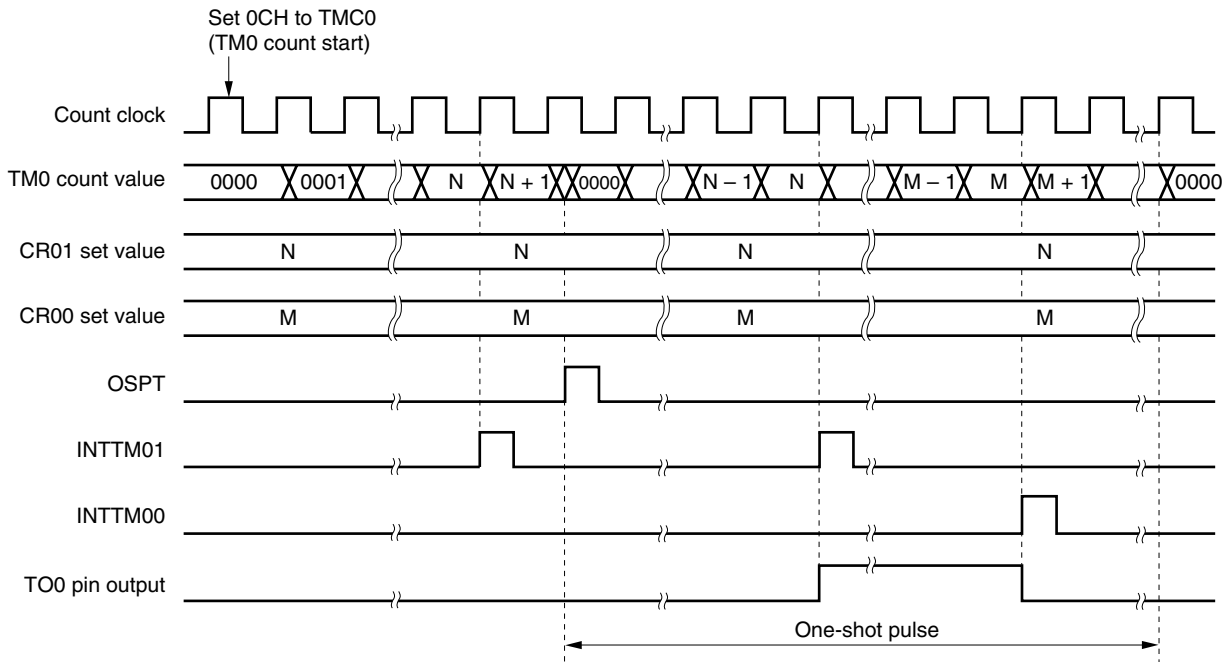 Set 0CH to TMC0
(TM0 count start)
Count clock
TM0 count value 0000 0001 N N + 1 0000 N – 1 N M – 1 M M + 1 0000
CR01 set value N N N N
CR00 set value M M M M
OSPT
INTTM01
INTTM00
TO0 pin output
One-shot pulse